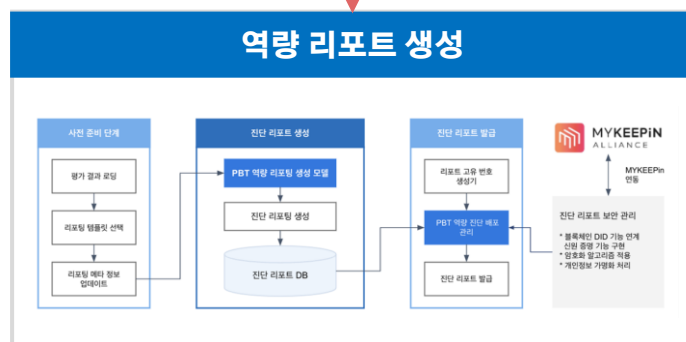 역량 리포트 생성
사전 준비 단계
평가 결과 로딩
리포팅 템플릿 선택
리포팅 메타 정보
업데이트
진단 리포트 생성
PBT 역량 리포팅 생성 모델
진단 리포팅 생성
진단 리포트 DB
진단 리포트 발급
리포트 고유 번호
생성기
PBT 역량 진단 배포
관리
진단 리포트 발급
MYKEEPiN
ALLIANCE
MYKEEPin
연동
진단 리포트 보안 관리
* 블록체인 DID 기능 연계
신원 증명 기능 구현
* 암호화 알고리즘 적용
* 개인정보 가명화 처리